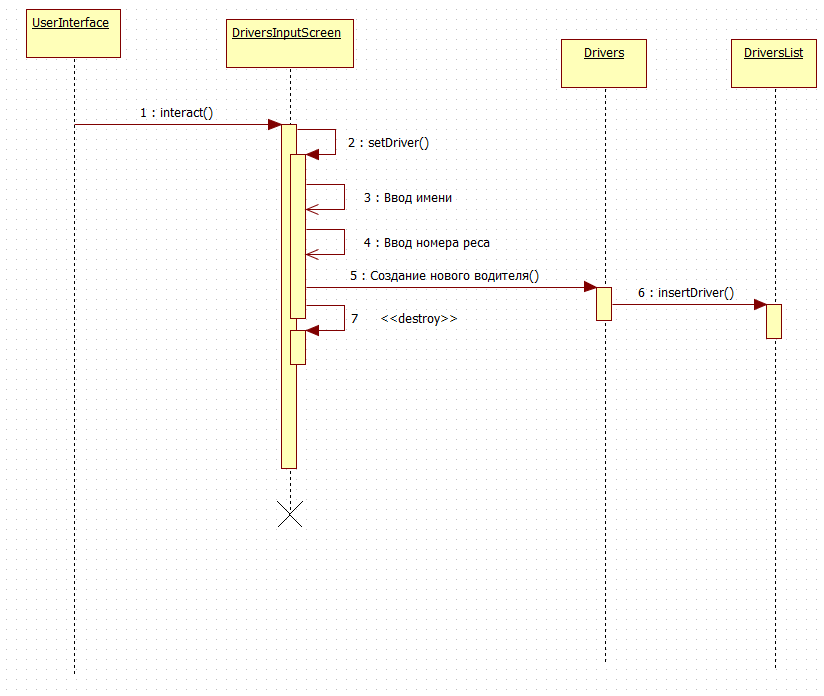 UserInterface
DriversInputScreen
Drivers
DriversList
1 : interact()
2 : setDriver()
3 : Ввод имени
4 : Ввод номера реса
5 : Создание нового водителя()
6 : insertDriver()
7 <<destroy>>